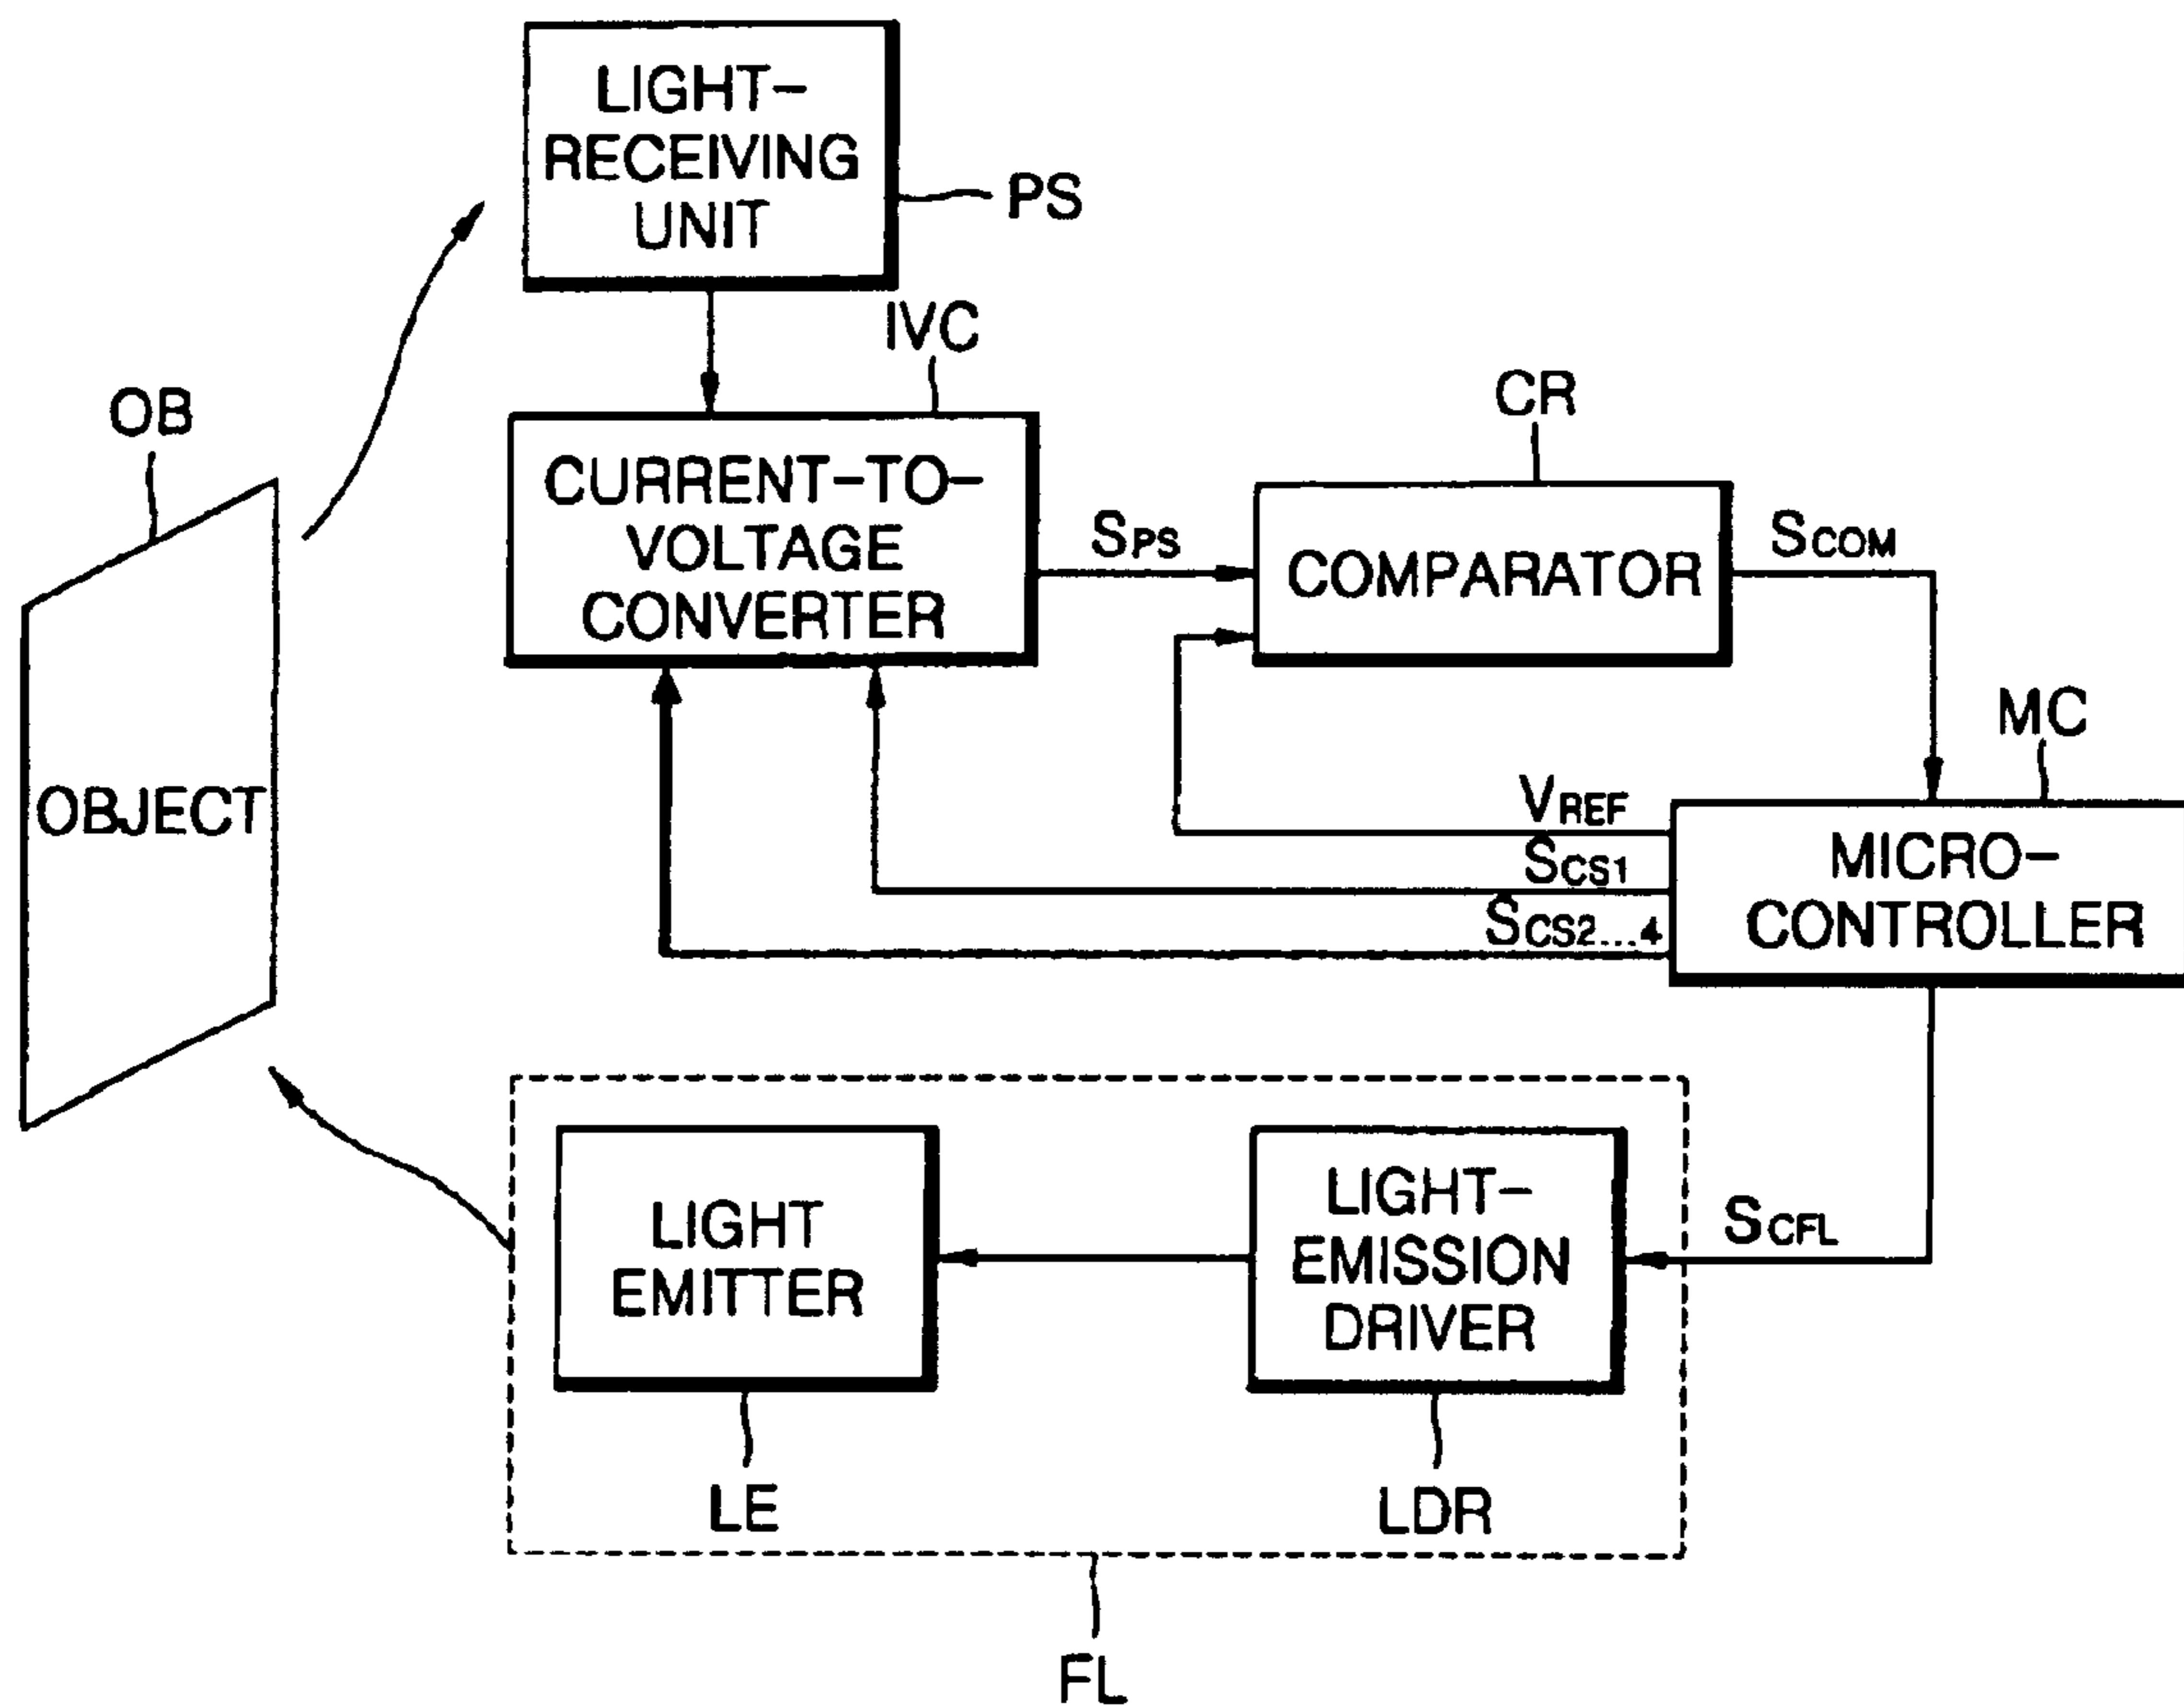 LIGHT-
RECEIVING
UNIT
PS
IVC
OB
CURRENT-TO-
VOLTAGE
CONVERTER
SPS
CR
COMPARATOR
SCOM
MC
OBJECT
VREF
SCS1
SCS2...4
MICRO-
CONTROLLER
LIGHT
EMITTER
LIGHT-
EMISSION
DRIVER
SCFL
LE
LDR
FL